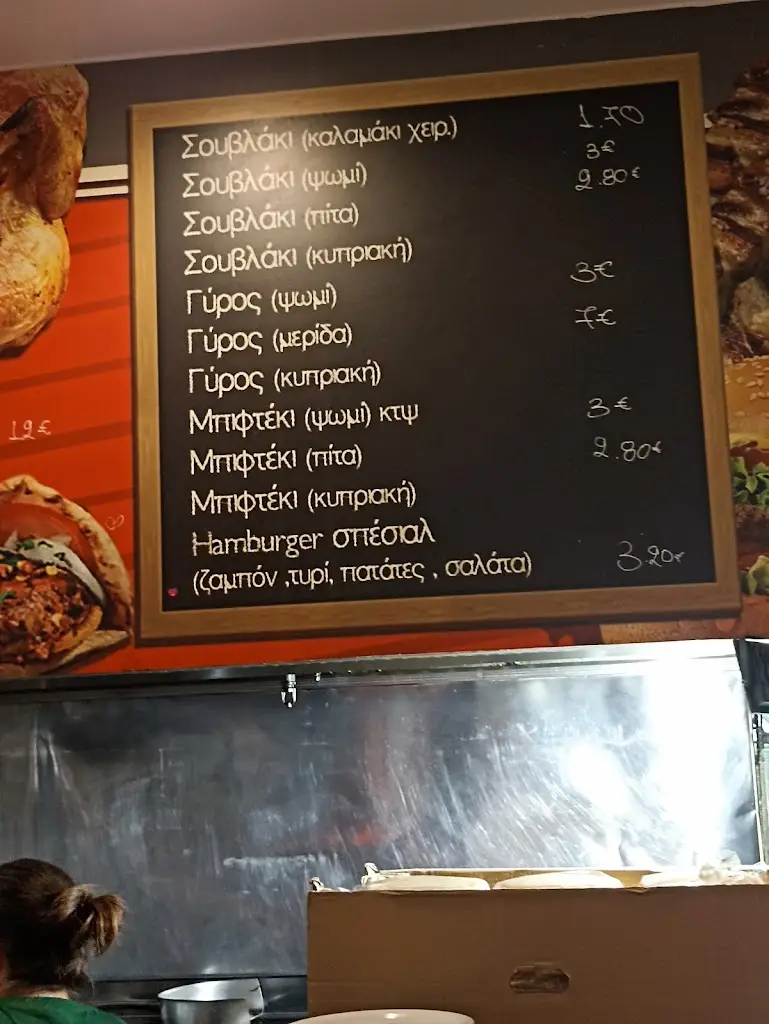 Σουβλάκι (καλαμάκι χειρ.) 1.70
Σουβλάκι (ψωμί) 3€
Σουβλάκι (πίτα) 2.80€
Σουβλάκι (κυπριακή)
Γύρος (ψωμί) 3€
Γύρος (μερίδα) 7€
Γύρος (κυπριακή)
Μπιφτέκι (ψωμί) κτψ 3€
Μπιφτέκι (πίτα) 2.80€
Μπιφτέκι (κυπριακή)
Hamburger σπέσιαλ
(ζαμπόν ,τυρί, πατάτες , σαλάτα) 3.20€
12€